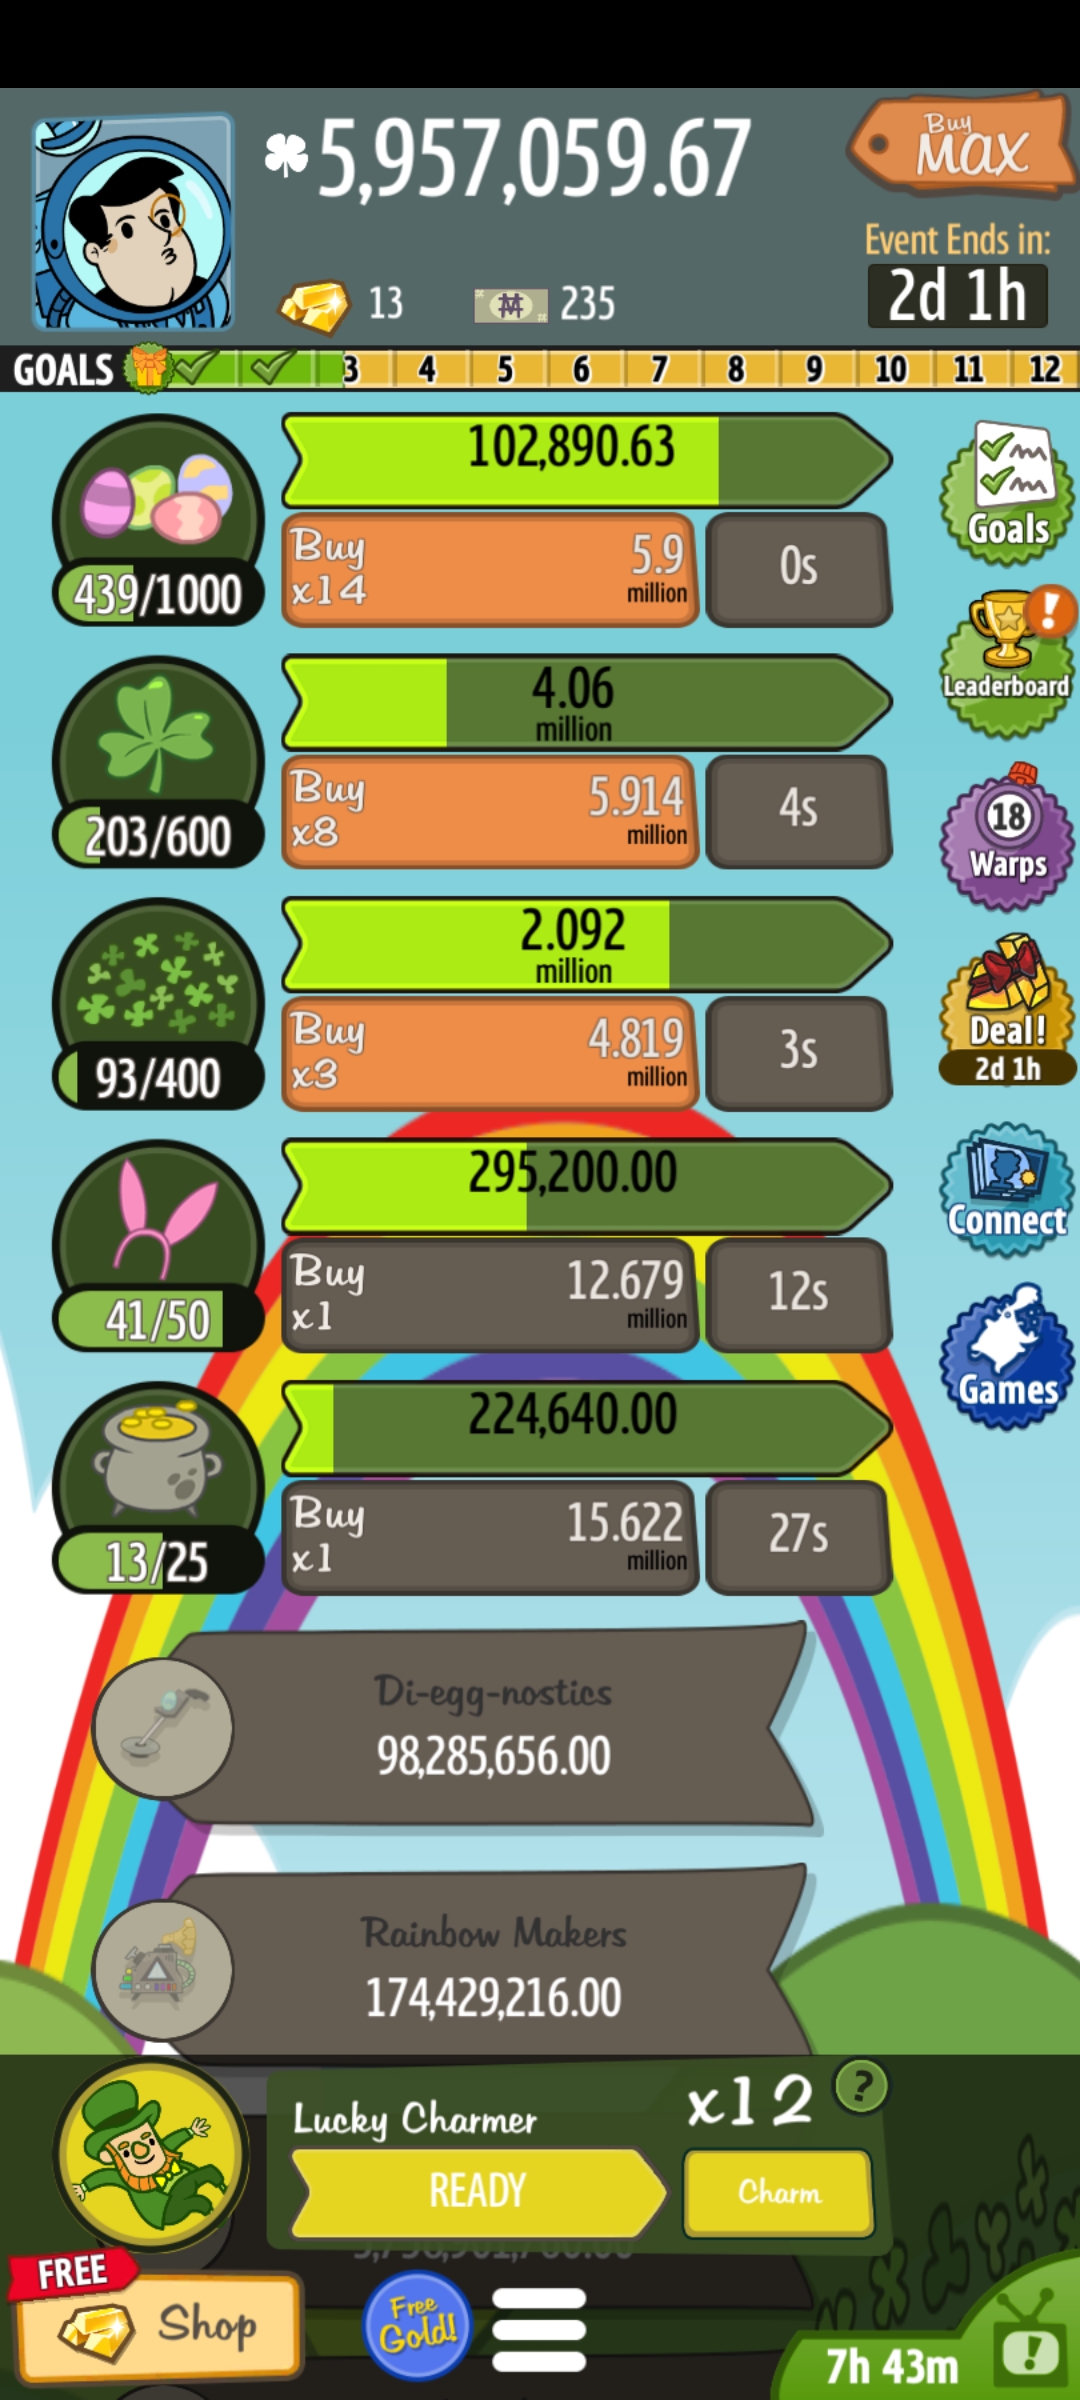 5,957,059.67
Buy
MAX
Event Ends in:
2d 1h
13
235
GOALS 3 4 5 6 7 8 9 10 11 12
102,890.63
Buy
x14
5.9
million
0s
439/1000
Goals
Leaderboard
4.06
million
Buy
x8
5.914
million
4s
203/600
18
Warps
2.092
million
Buy
x3
4.819
million
3s
93/400
Deal!
2d 1h
295,200.00
Buy
x1
12.679
million
12s
41/50
Connect
Games
224,640.00
Buy
x1
15.622
million
27s
13/25
Di-egg-nostics
98,285,656.00
Rainbow Makers
174,429,216.00
Lucky Charmer
x12
?
READY
Charm
FREE
Shop
Free
Gold!
7h 43m